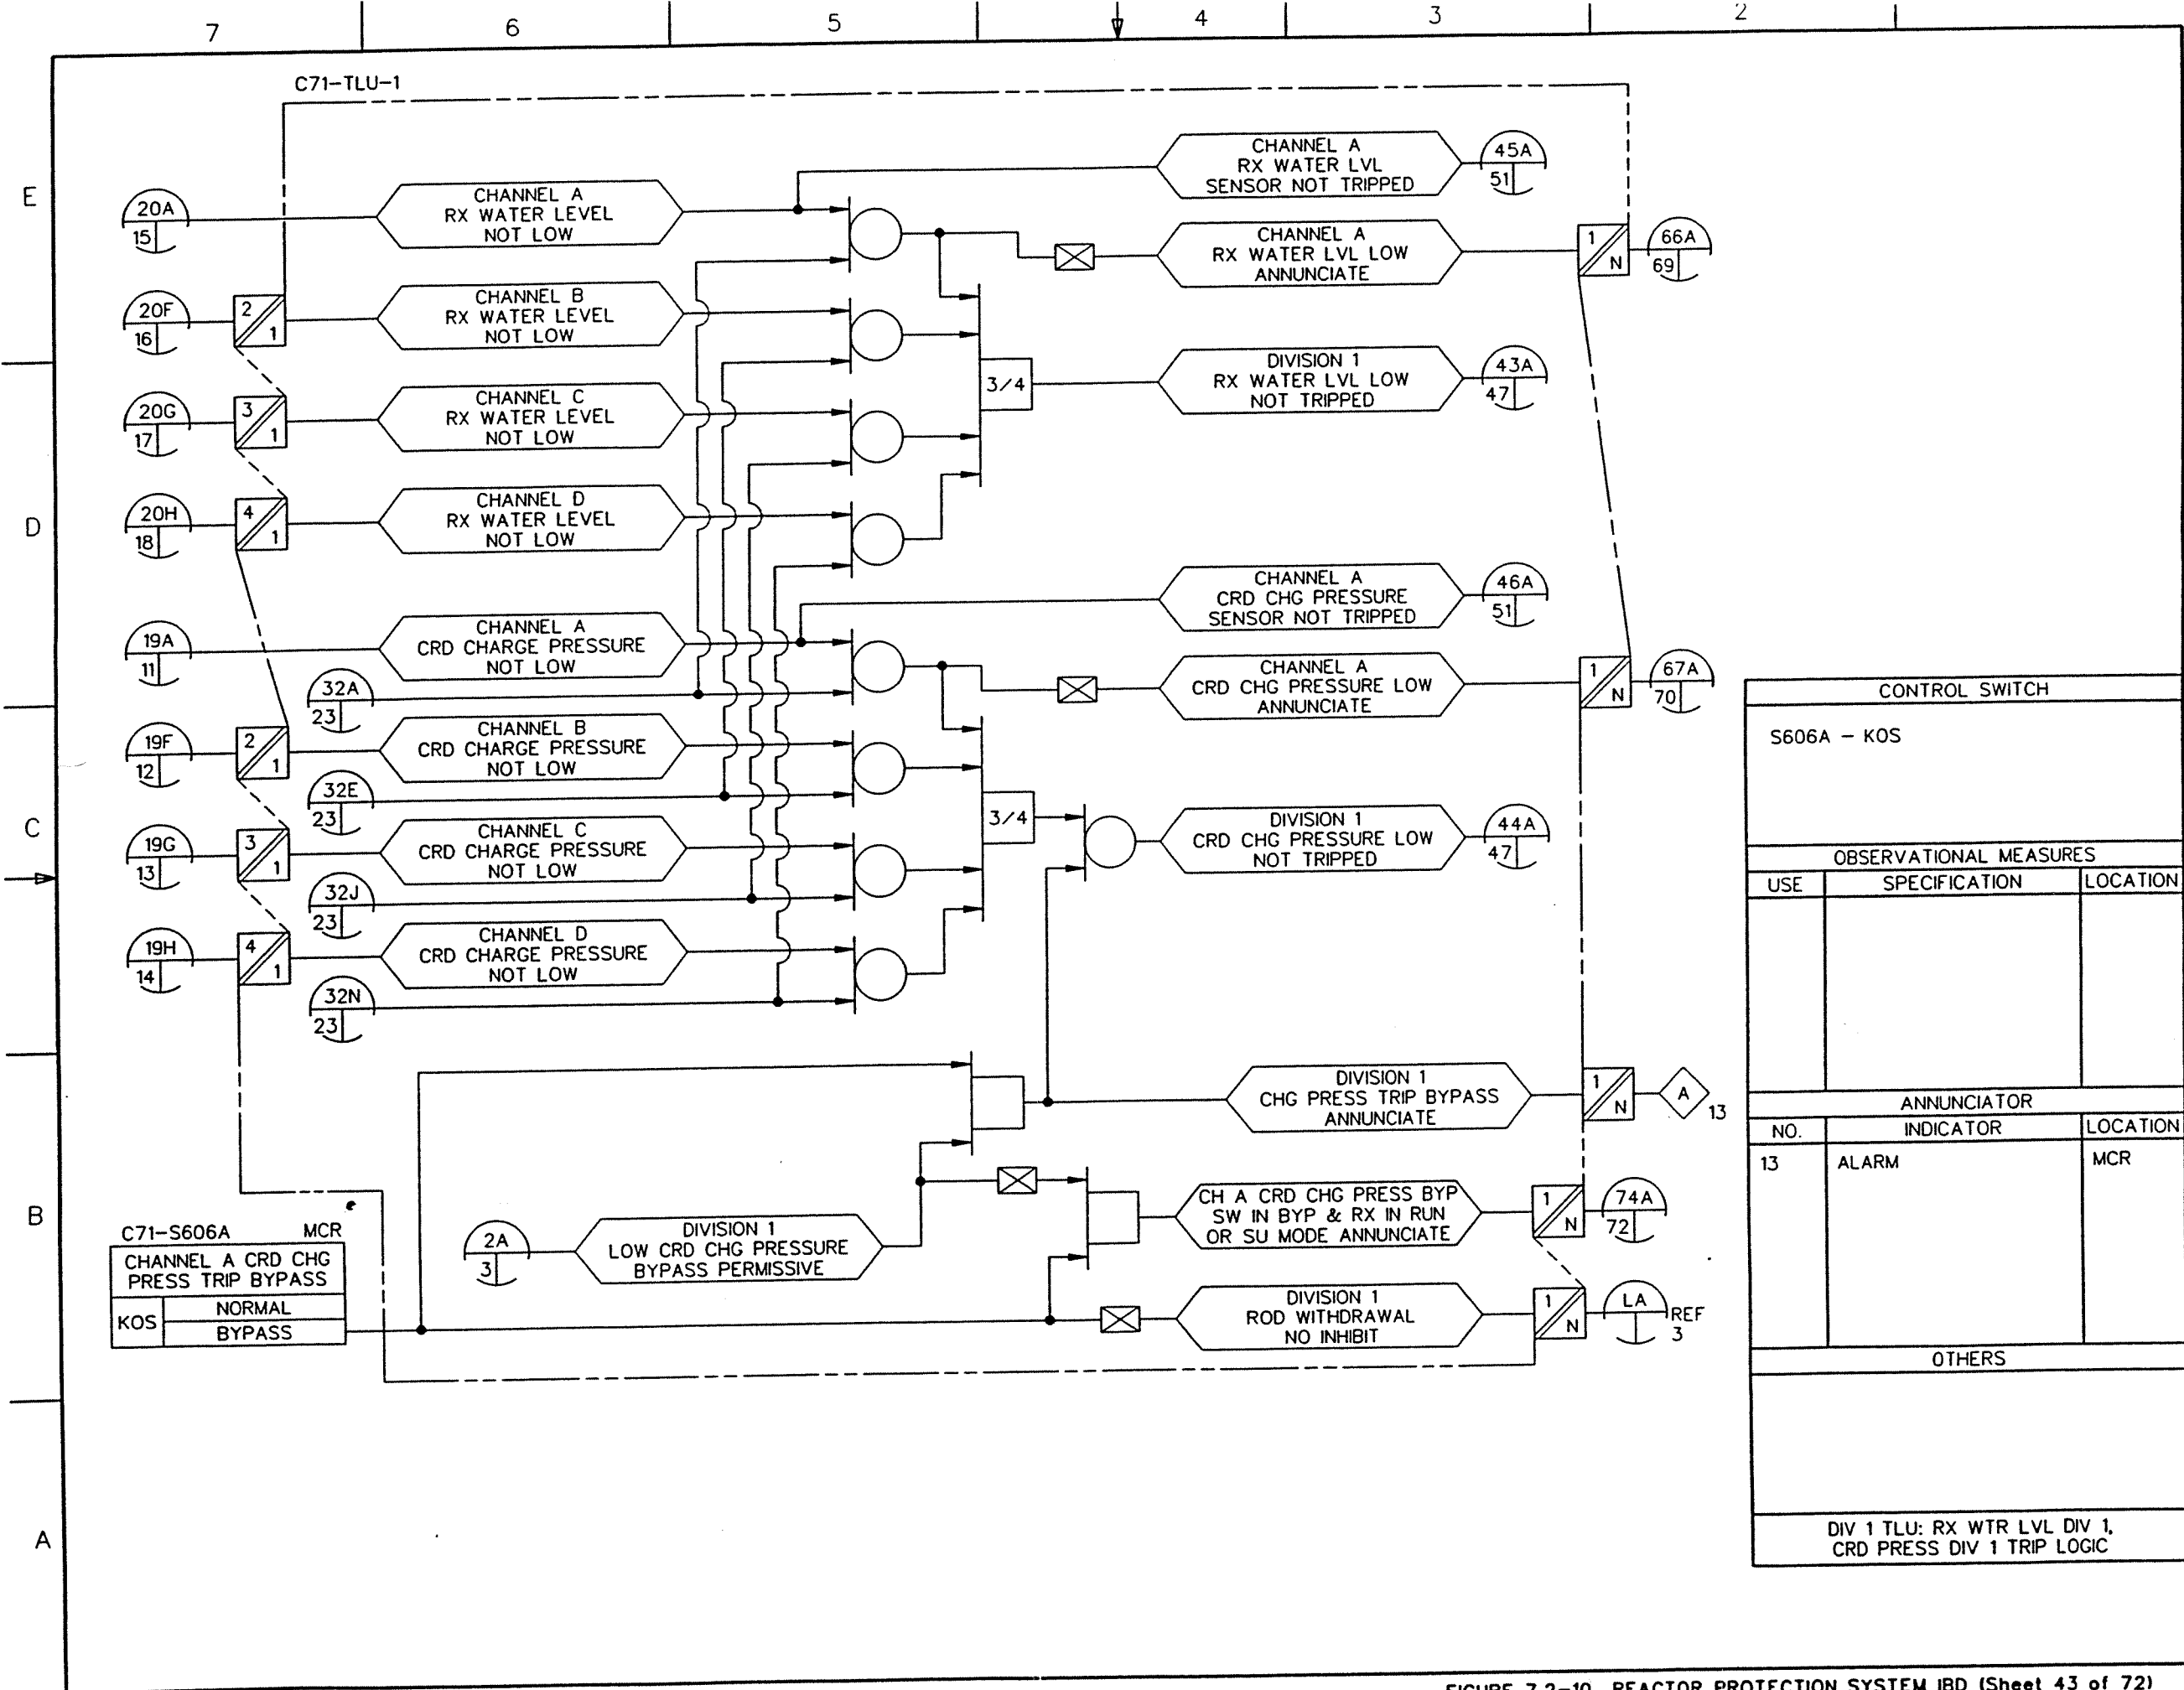 7
6
5
4
3
2
C71-TLU-1
E
20A
15
CHANNEL A
RX WATER LEVEL
NOT LOW
CHANNEL A
RX WATER LVL
SENSOR NOT TRIPPED
45A
51
CHANNEL A
RX WATER LVL LOW
ANNUNCIATE
1
N
66A
69
20F
16
2
1
CHANNEL B
RX WATER LEVEL
NOT LOW
3/4
DIVISION 1
RX WATER LVL LOW
NOT TRIPPED
43A
47
20G
17
3
1
CHANNEL C
RX WATER LEVEL
NOT LOW
D
20H
18
4
1
CHANNEL D
RX WATER LEVEL
NOT LOW
CHANNEL A
CRD CHG PRESSURE
SENSOR NOT TRIPPED
46A
51
19A
11
CHANNEL A
CRD CHARGE PRESSURE
NOT LOW
32A
23
CHANNEL A
CRD CHG PRESSURE LOW
ANNUNCIATE
1
N
67A
70
19F
12
2
1
CHANNEL B
CRD CHARGE PRESSURE
NOT LOW
32E
23
C
3/4
DIVISION 1
CRD CHG PRESSURE LOW
NOT TRIPPED
44A
47
19G
13
3
1
CHANNEL C
CRD CHARGE PRESSURE
NOT LOW
32J
23
19H
14
4
1
CHANNEL D
CRD CHARGE PRESSURE
NOT LOW
32N
23
DIVISION 1
CHG PRESS TRIP BYPASS
ANNUNCIATE
1
N
A
13
B
2A
3
DIVISION 1
LOW CRD CHG PRESSURE
BYPASS PERMISSIVE
CH A CRD CHG PRESS BYP
SW IN BYP & RX IN RUN
OR SU MODE ANNUNCIATE
1
N
74A
72
C71-S606A MCR
CHANNEL A CRD CHG
PRESS TRIP BYPASS
KOS
NORMAL
BYPASS
DIVISION 1
ROD WITHDRAWAL
NO INHIBIT
1
N
LA
REF
3
A
CONTROL SWITCH
S606A - KOS
OBSERVATIONAL MEASURES
USE SPECIFICATION LOCATION
ANNUNCIATOR
NO. INDICATOR LOCATION
13 ALARM MCR
OTHERS
DIV 1 TLU: RX WTR LVL DIV 1,
CRD PRESS DIV 1 TRIP LOGIC
FIGURE 7.2-10 REACTOR PROTECTION SYSTEM IBD (Sheet 43 of 72)